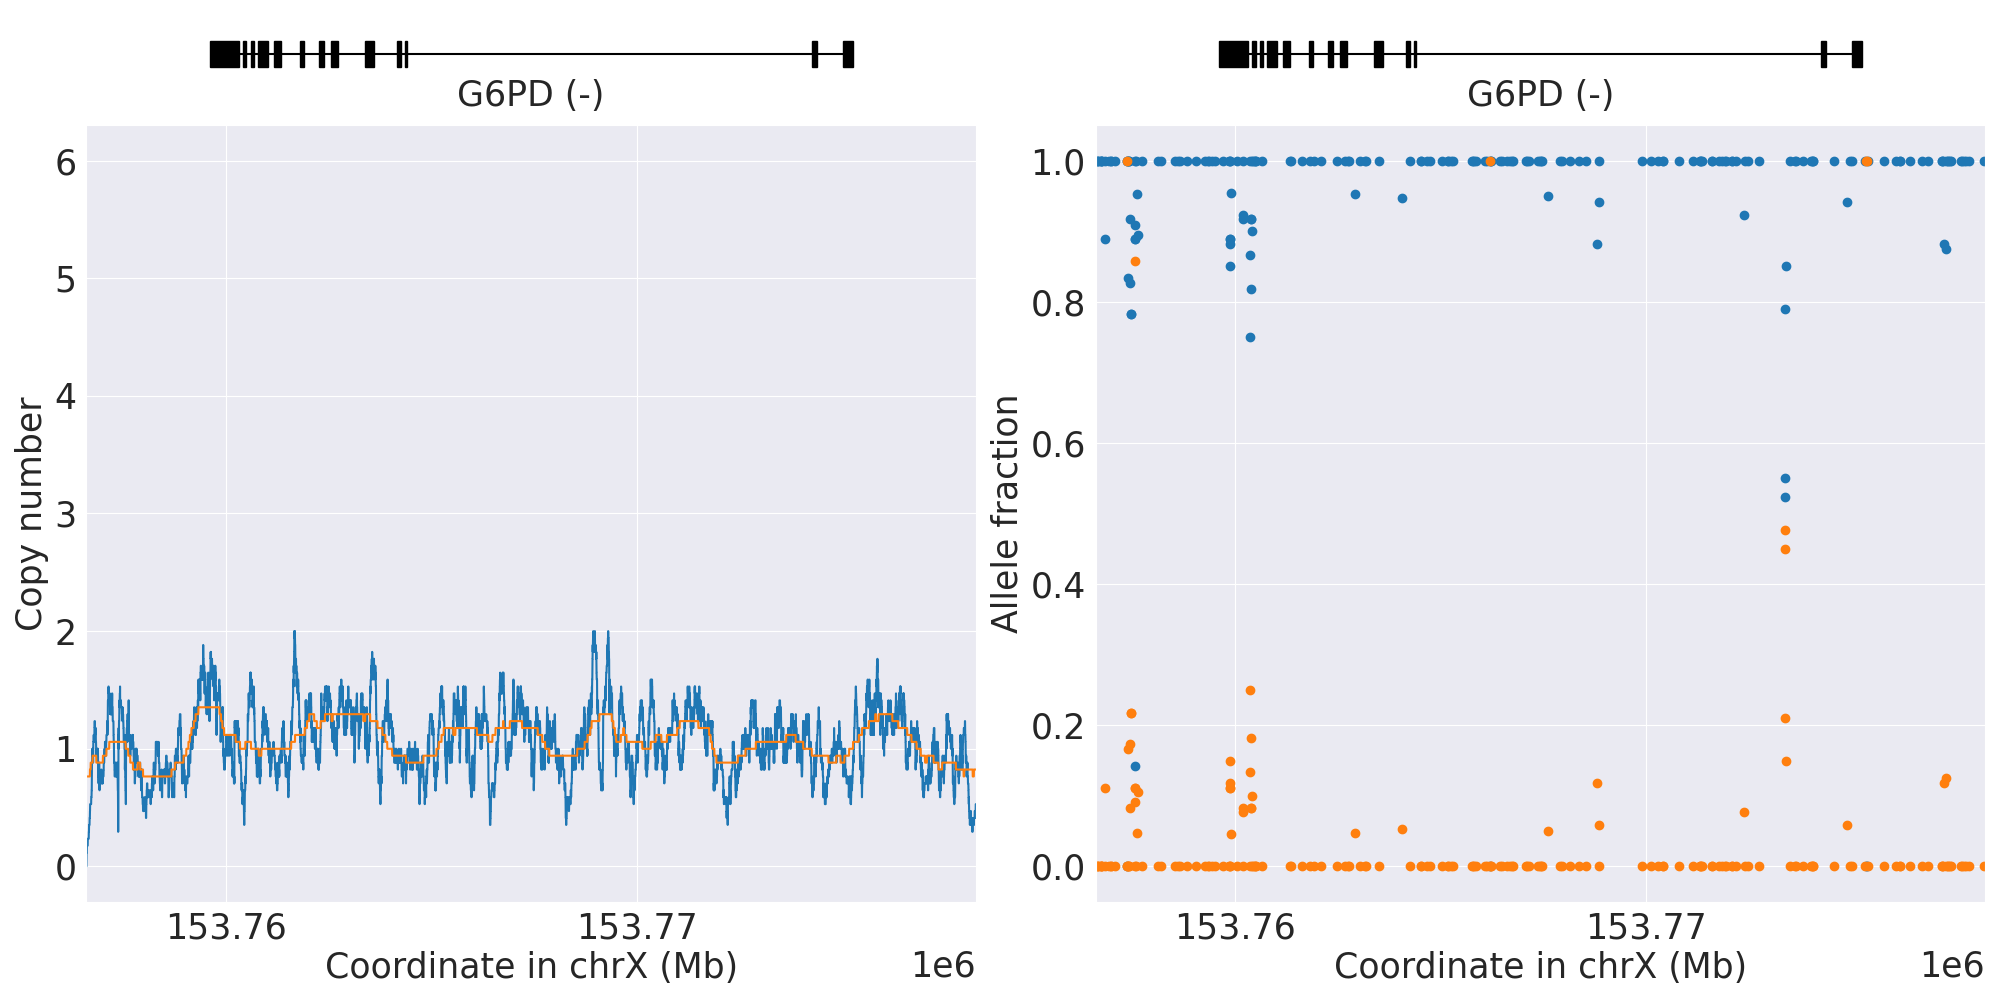 G6PD (-)
G6PD (-)
Copy number
6
5
4
3
2
1
0
153.76
153.77
Coordinate in chrX (Mb)
1e6
Allele fraction
1.0
0.8
0.6
0.4
0.2
0.0
153.76
153.77
Coordinate in chrX (Mb)
1e6